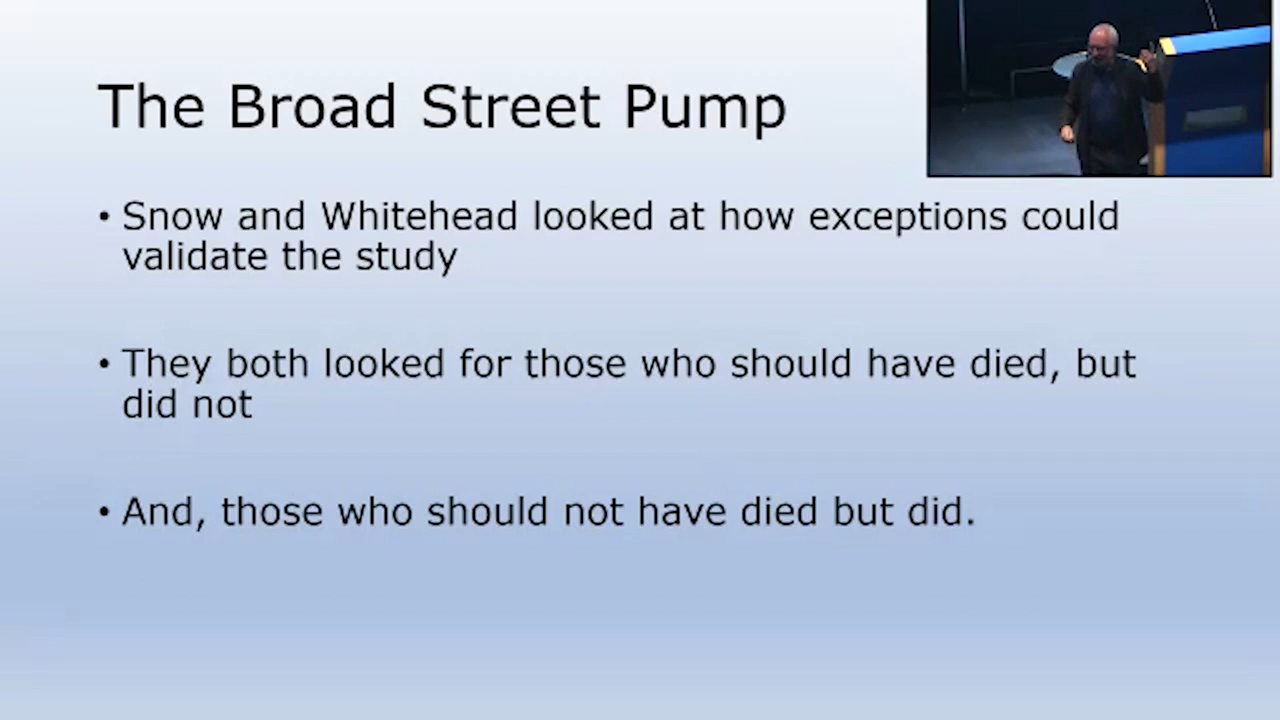 The Broad Street Pump
• Snow and Whitehead looked at how exceptions could
validate the study
• They both looked for those who should have died, but
did not
• And, those who should not have died but did.